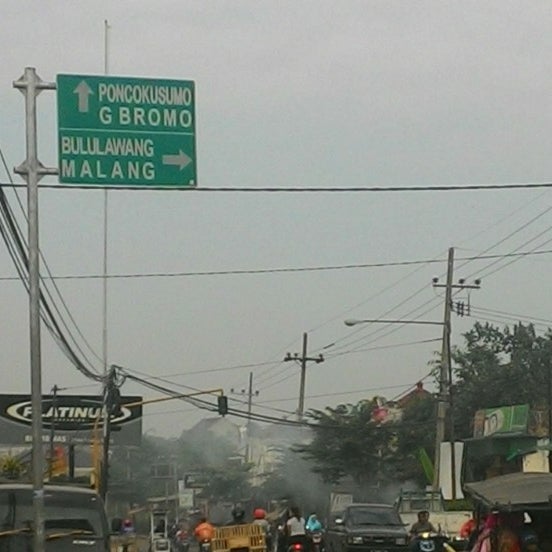 PONCOKUSUMO
G BROMO
BULULAWANG
MALANG
PLATINUM